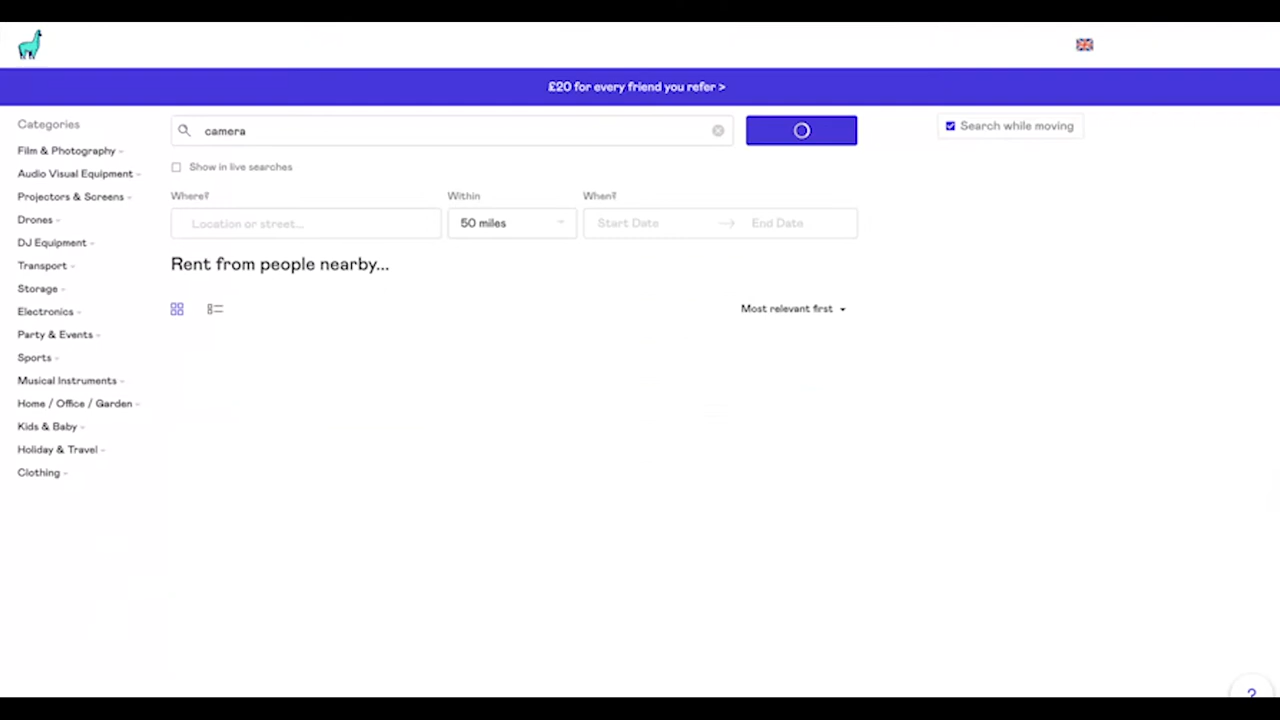 £20 for every friend you refer >
Categories
Film & Photography
Audio Visual Equipment
Projectors & Screens
Drones
DJ Equipment
Transport
Storage
Electronics
Party & Events
Sports
Musical Instruments
Home / Office / Garden
Kids & Baby
Holiday & Travel
Clothing
camera
Search while moving
Show in live searches
Where?
Within
When?
Location or street...
50 miles
Start Date
End Date
Rent from people nearby...
Most relevant first
?